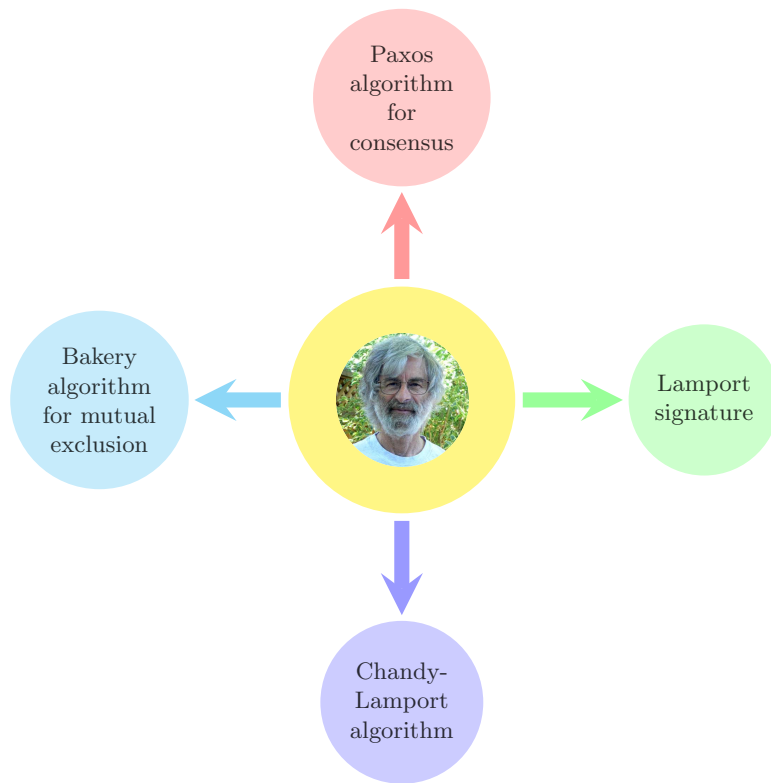 Paxos
algorithm
for
consensus
Bakery
algorithm
for mutual
exclusion
Lamport
signature
Chandy-
Lamport
algorithm